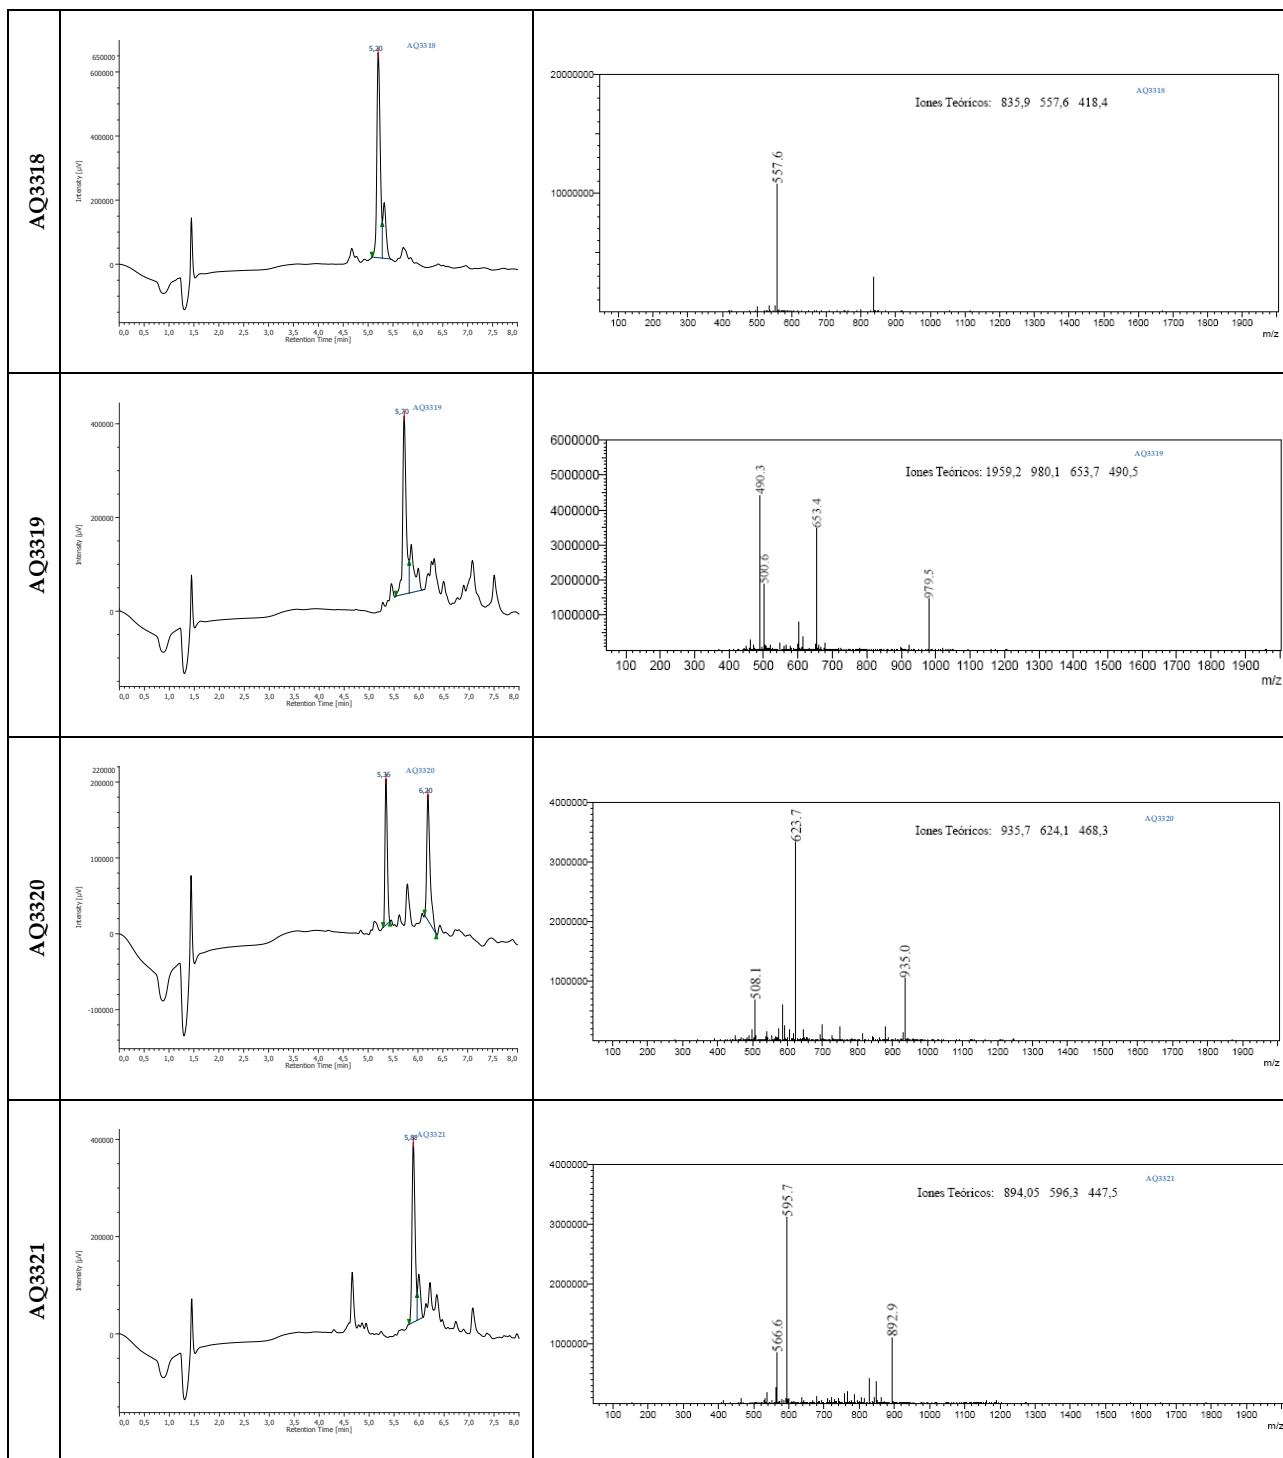 AQ3318
5,20
AQ3318
650000
600000
400000
200000
0
Intensity [µV]
0,0 0,5 1,0 1,5 2,0 2,5 3,0 3,5 4,0 4,5 5,0 5,5 6,0 6,5 7,0 7,5 8,0
Retention Time [min]
AQ3318
Iones Teóricos: 835,9 557,6 418,4
20000000
10000000
557.6
100 200 300 400 500 600 700 800 900 1000 1100 1200 1300 1400 1500 1600 1700 1800 1900
m/z
AQ3319
5,70
AQ3319
400000
200000
0
Intensity [µV]
0,0 0,5 1,0 1,5 2,0 2,5 3,0 3,5 4,0 4,5 5,0 5,5 6,0 6,5 7,0 7,5 8,0
Retention Time [min]
AQ3319
Iones Teóricos: 1959,2 980,1 653,7 490,5
6000000
5000000
4000000
3000000
2000000
1000000
490.3
500.6
653.4
979.5
100 200 300 400 500 600 700 800 900 1000 1100 1200 1300 1400 1500 1600 1700 1800 1900
m/z
AQ3320
5,36
AQ3320
6,20
220000
200000
100000
0
-100000
Intensity [µV]
0,0 0,5 1,0 1,5 2,0 2,5 3,0 3,5 4,0 4,5 5,0 5,5 6,0 6,5 7,0 7,5 8,0
Retention Time [min]
AQ3320
Iones Teóricos: 935,7 624,1 468,3
4000000
3000000
2000000
1000000
508.1
623.7
935.0
100 200 300 400 500 600 700 800 900 1000 1100 1200 1300 1400 1500 1600 1700 1800 1900
m/z
AQ3321
5,88
AQ3321
400000
200000
0
Intensity [µV]
0,0 0,5 1,0 1,5 2,0 2,5 3,0 3,5 4,0 4,5 5,0 5,5 6,0 6,5 7,0 7,5 8,0
Retention Time [min]
AQ3321
Iones Teóricos: 894,05 596,3 447,5
4000000
3000000
2000000
1000000
566.6
595.7
892.9
100 200 300 400 500 600 700 800 900 1000 1100 1200 1300 1400 1500 1600 1700 1800 1900
m/z